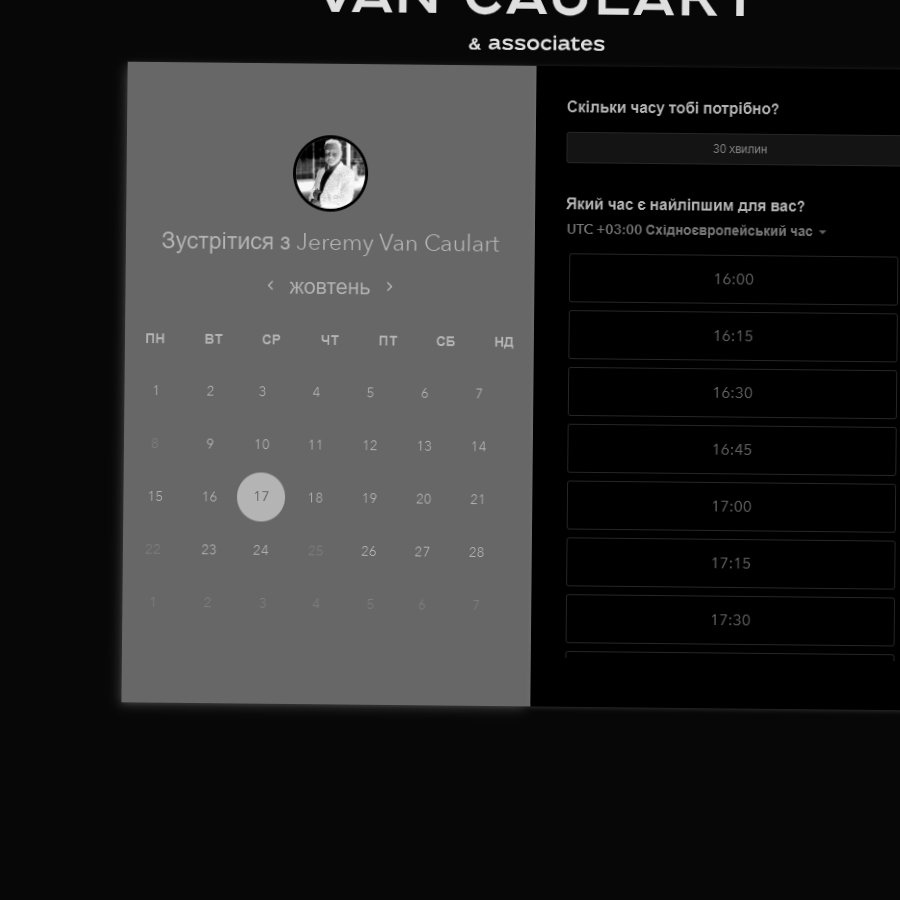 VAN CAULART
& associates
Зустрітися з Jeremy Van Caulart
жовтень
ПН ВТ СР ЧТ ПТ СБ НД
1 2 3 4 5 6 7
8 9 10 11 12 13 14
15 16 17 18 19 20 21
22 23 24 25 26 27 28
1 2 3 4 5 6 7
Скільки часу тобі потрібно?
30 хвилин
Який час є найліпшим для вас?
UTC +03:00 Східноєвропейський час
16:00
16:15
16:30
16:45
17:00
17:15
17:30